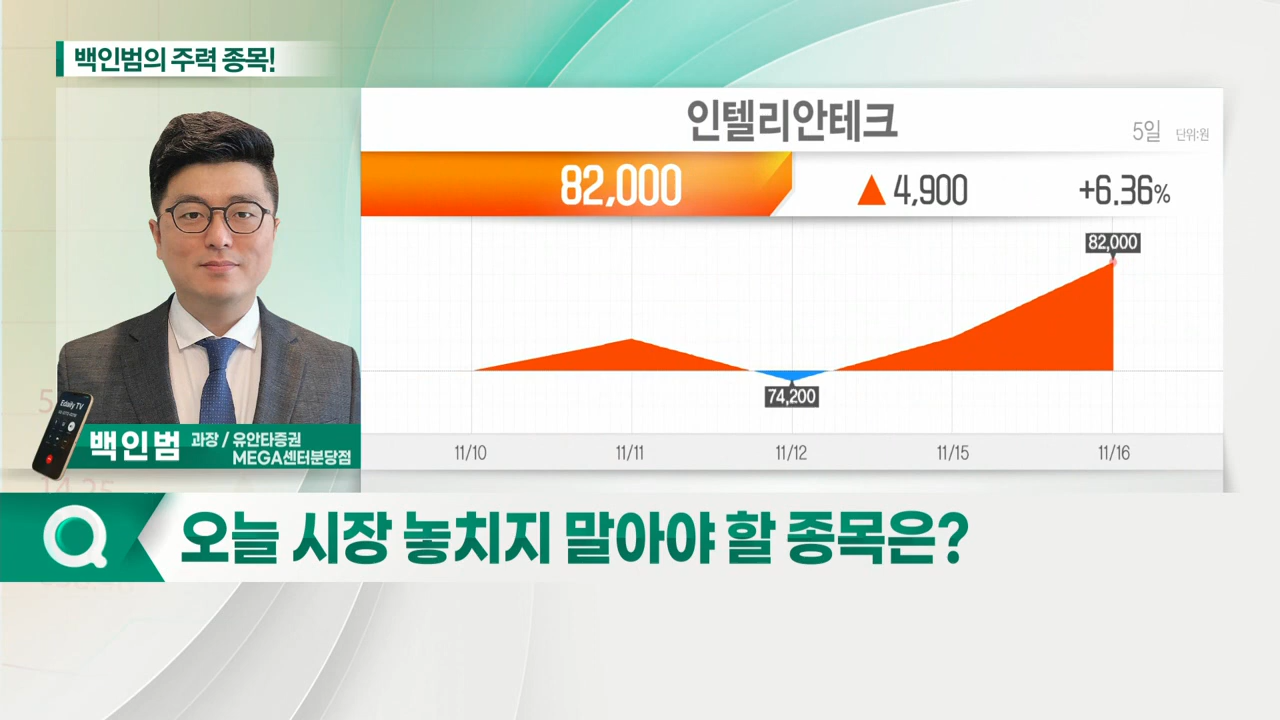 백인범의 주력 종목!
인텔리안테크
5일 단위:원
82,000 ▲ 4,900 +6.36%
82,000
74,200
11/10 11/11 11/12 11/15 11/16
Edaily TV
백인범 과장 / 유안타증권
MEGA센터분당점
오늘 시장 놓치지 말아야 할 종목은?